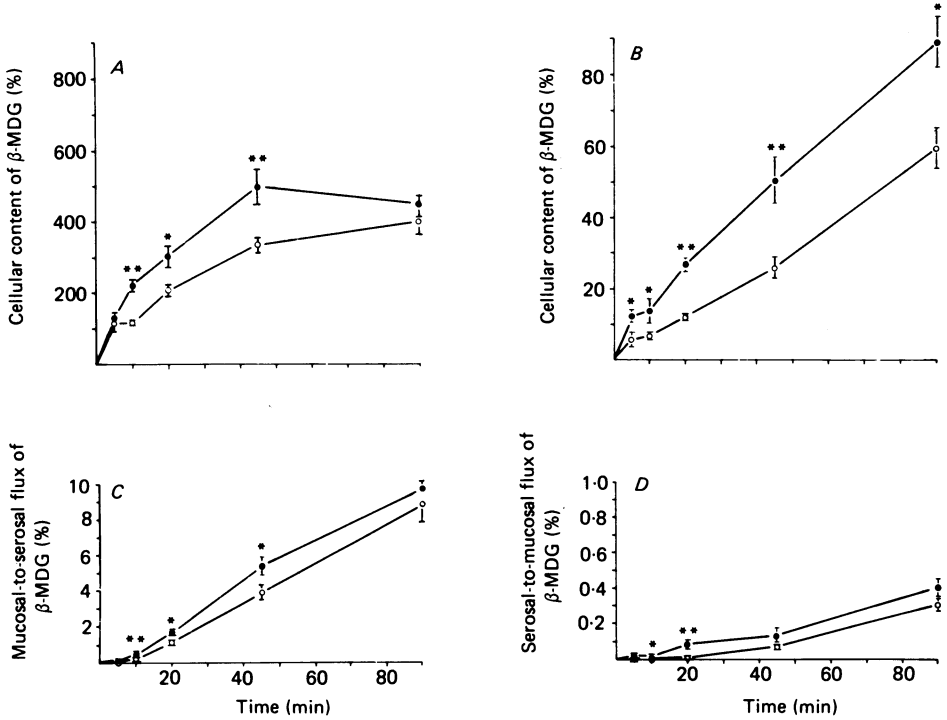 A
Cellular content of β-MDG (%)
800
600
400
200
**
*
**
B
Cellular content of β-MDG (%)
80
60
40
20
*
*
**
**
*
C
Mucosal-to-serosal flux of
β-MDG (%)
10
8
6
4
2
**
*
*
20 40 60 80
Time (min)
D
Serosal-to-mucosal flux of
β-MDG (%)
1·0
0·8
0·6
0·4
0·2
*
**
20 40 60 80
Time (min)